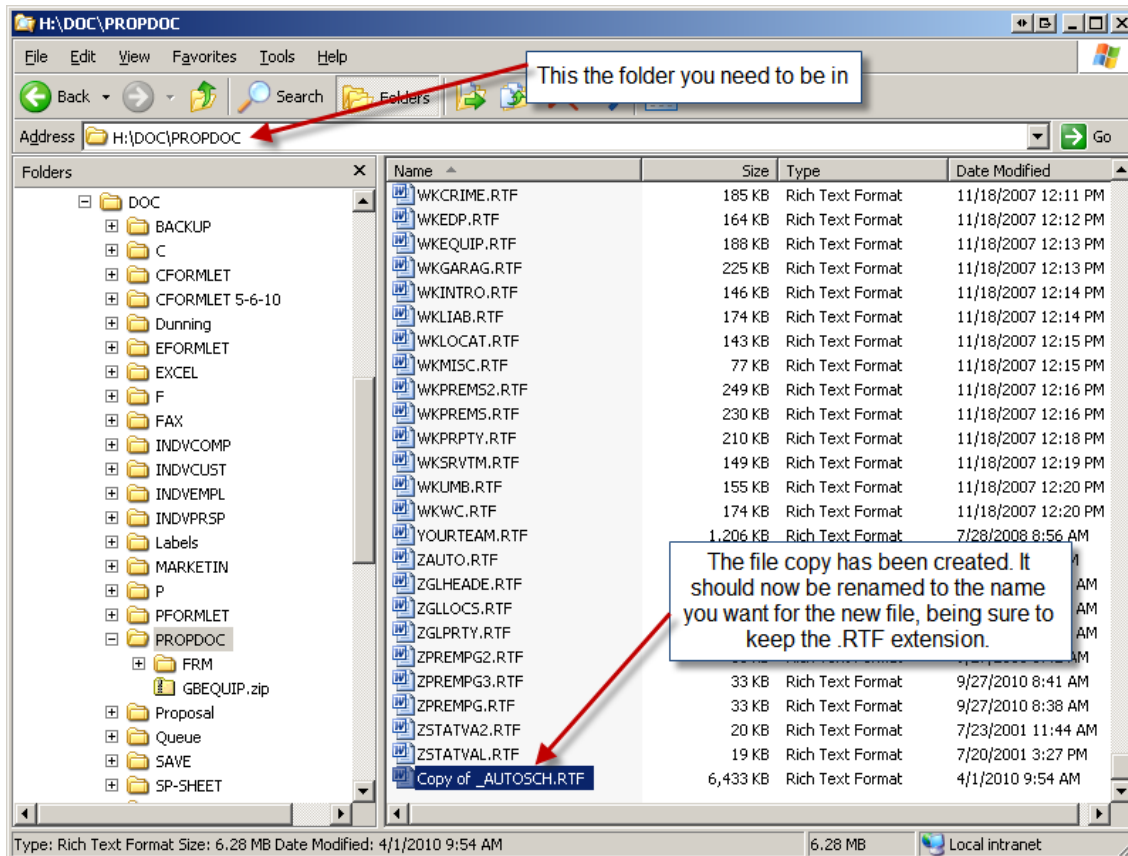 H:\DOC\PROPDOC
File Edit View Favorites Tools Help
This the folder you need to be in
Back Search Folders
Address H:\DOC\PROPDOC Go
Folders
Name Size Type Date Modified
DOC
BACKUP
C
CFORMLET
CFORMLET 5-6-10
Dunning
EFORMLET
EXCEL
F
FAX
INDVCOMP
INDVCUST
INDVEMPL
INDVPRSP
Labels
MARKETIN
P
PFORMLET
PROPDOC
FRM
GBEQUIP.zip
Proposal
Queue
SAVE
SP-SHEET
WKCRIME.RTF 185 KB Rich Text Format 11/18/2007 12:11 PM
WKEDP.RTF 164 KB Rich Text Format 11/18/2007 12:12 PM
WKEQUIP.RTF 188 KB Rich Text Format 11/18/2007 12:13 PM
WKGARAG.RTF 225 KB Rich Text Format 11/18/2007 12:13 PM
WKINTRO.RTF 146 KB Rich Text Format 11/18/2007 12:14 PM
WKLIAB.RTF 174 KB Rich Text Format 11/18/2007 12:14 PM
WKLOCAT.RTF 143 KB Rich Text Format 11/18/2007 12:15 PM
WKMISC.RTF 77 KB Rich Text Format 11/18/2007 12:15 PM
WKPREMS2.RTF 249 KB Rich Text Format 11/18/2007 12:16 PM
WKPREMS.RTF 230 KB Rich Text Format 11/18/2007 12:16 PM
WKPRPTY.RTF 210 KB Rich Text Format 11/18/2007 12:18 PM
WKSRVTM.RTF 149 KB Rich Text Format 11/18/2007 12:19 PM
WKUMB.RTF 155 KB Rich Text Format 11/18/2007 12:20 PM
WKWC.RTF 174 KB Rich Text Format 11/18/2007 12:20 PM
YOURTEAM.RTF 1,206 KB Rich Text Format 7/28/2008 8:56 AM
ZAUTO.RTF
ZGLHEADE.RTF AM
ZGLLOCS.RTF AM
ZGLPRTY.RTF AM
ZPREMPG2.RTF AM
The file copy has been created. It
should now be renamed to the name
you want for the new file, being sure to
keep the .RTF extension.
ZPREMPG3.RTF 33 KB Rich Text Format 9/27/2010 8:41 AM
ZPREMPG.RTF 33 KB Rich Text Format 9/27/2010 8:38 AM
ZSTATVA2.RTF 20 KB Rich Text Format 7/23/2001 11:44 AM
ZSTATVAL.RTF 19 KB Rich Text Format 7/20/2001 3:27 PM
Copy of _AUTOSCH.RTF 6,433 KB Rich Text Format 4/1/2010 9:54 AM
Type: Rich Text Format Size: 6.28 MB Date Modified: 4/1/2010 9:54 AM 6.28 MB Local intranet